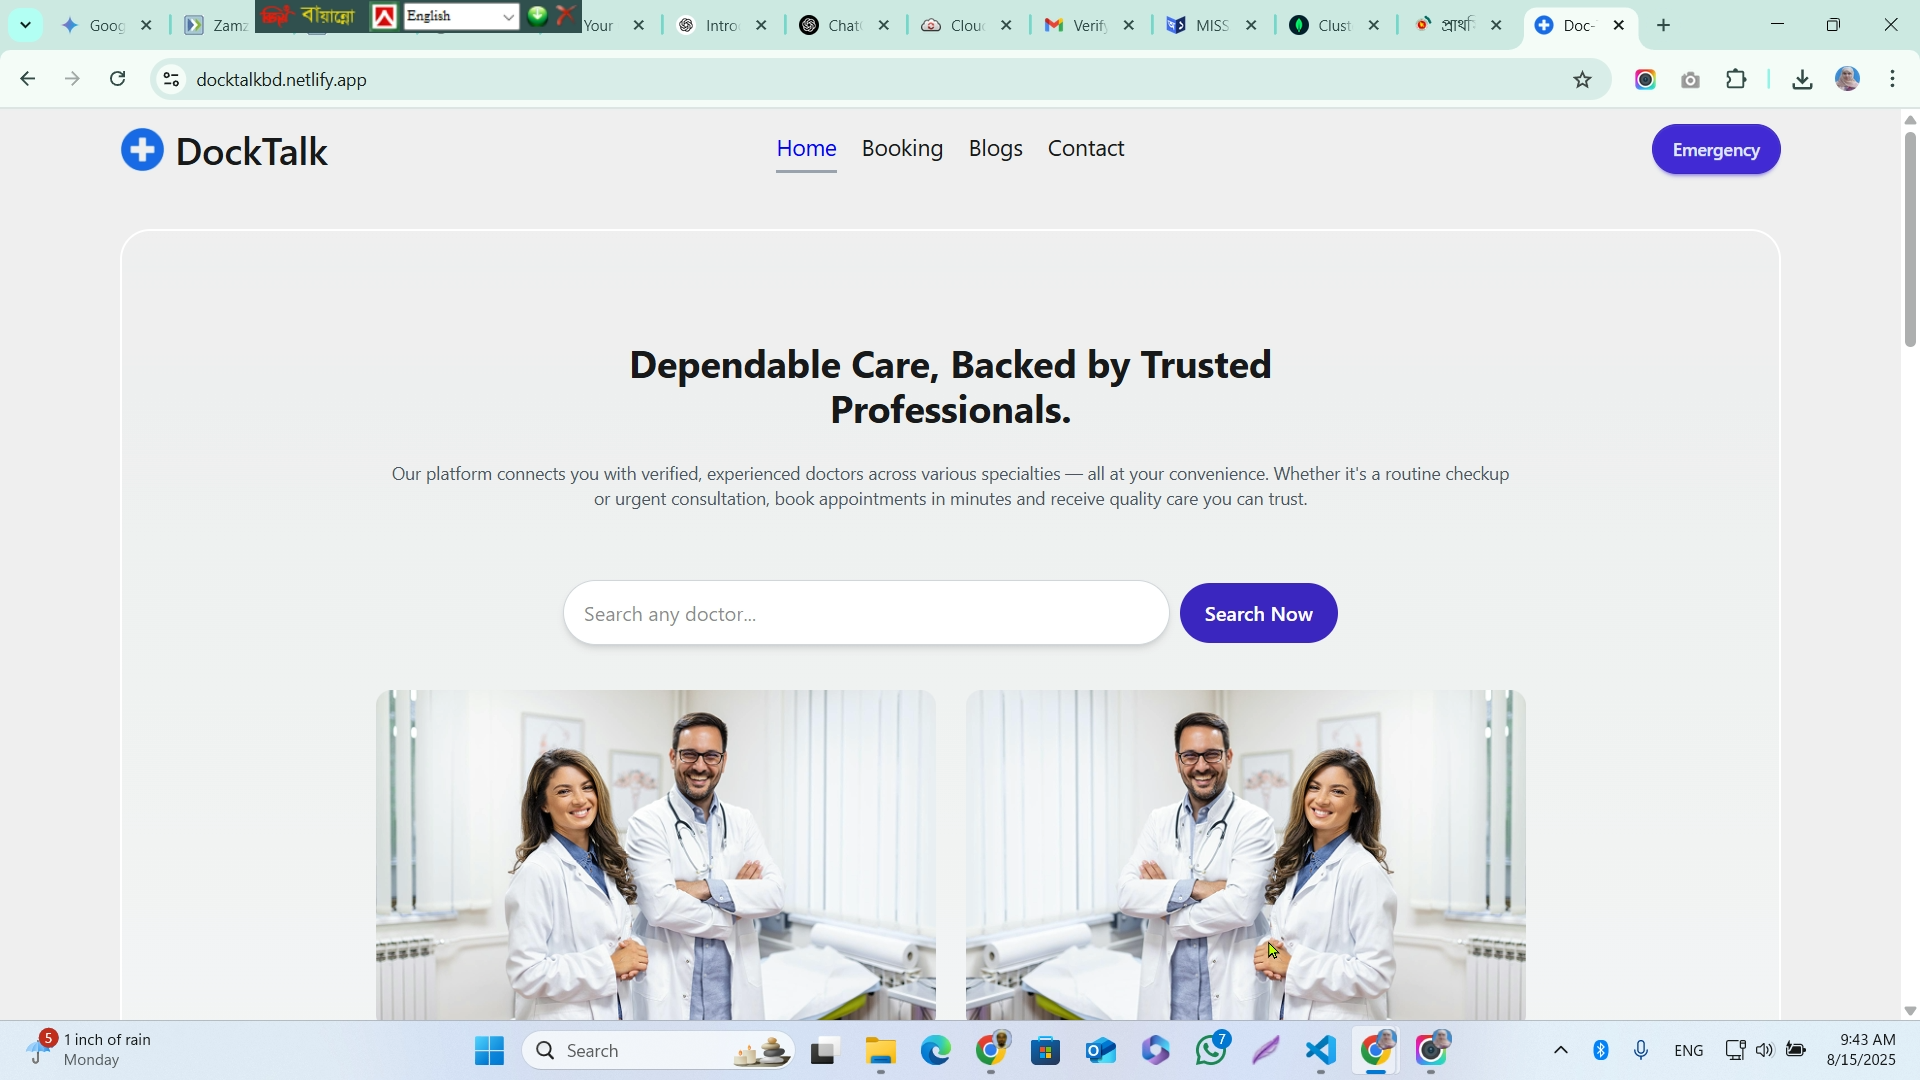 Goog
Zamz
বায়ান্নো
English
Your
Intro
Chat
Clou
Verify
MISS
Clust
প্রাথমি
Doc-
docktalkbd.netlify.app
DockTalk
Home
Booking
Blogs
Contact
Emergency
Dependable Care, Backed by Trusted
Professionals.
Our platform connects you with verified, experienced doctors across various specialties — all at your convenience. Whether it's a routine checkup
or urgent consultation, book appointments in minutes and receive quality care you can trust.
Search any doctor...
Search Now
5
1 inch of rain
Monday
Search
7
ENG
9:43 AM
8/15/2025